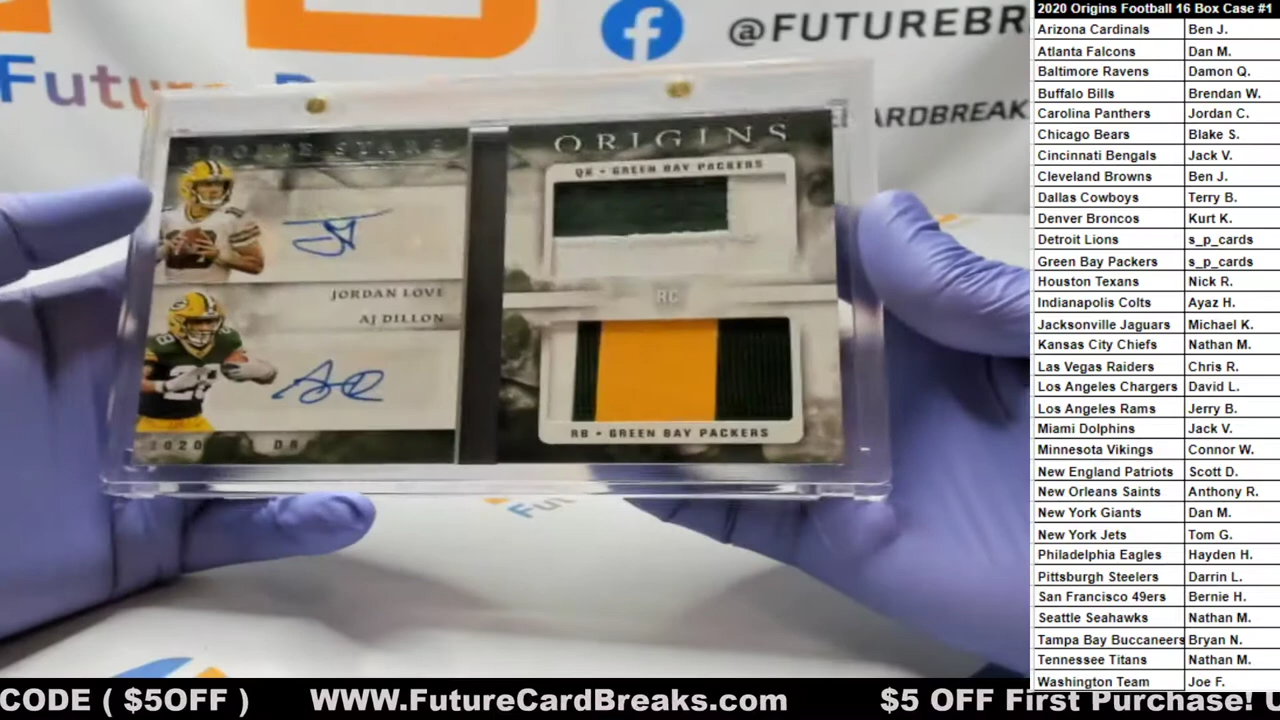 @FUTUREBR
Futu
CARDBREAK
ROOKIE STARS
ORIGINS
QB • GREEN BAY PACKERS
JORDAN LOVE
AJ DILLON
RC
RB • GREEN BAY PACKERS
2020
Fut
2020 Origins Football 16 Box Case #1
Arizona Cardinals Ben J.
Atlanta Falcons Dan M.
Baltimore Ravens Damon Q.
Buffalo Bills Brendan W.
Carolina Panthers Jordan C.
Chicago Bears Blake S.
Cincinnati Bengals Jack V.
Cleveland Browns Ben J.
Dallas Cowboys Terry B.
Denver Broncos Kurt K.
Detroit Lions s_p_cards
Green Bay Packers s_p_cards
Houston Texans Nick R.
Indianapolis Colts Ayaz H.
Jacksonville Jaguars Michael K.
Kansas City Chiefs Nathan M.
Las Vegas Raiders Chris R.
Los Angeles Chargers David L.
Los Angeles Rams Jerry B.
Miami Dolphins Jack V.
Minnesota Vikings Connor W.
New England Patriots Scott D.
New Orleans Saints Anthony R.
New York Giants Dan M.
New York Jets Tom G.
Philadelphia Eagles Hayden H.
Pittsburgh Steelers Darrin L.
San Francisco 49ers Bernie H.
Seattle Seahawks Nathan M.
Tampa Bay Buccaneers Bryan N.
Tennessee Titans Nathan M.
Washington Team Joe F.
CODE ( $5OFF ) WWW.FutureCardBreaks.com $5 OFF First Purchase! U